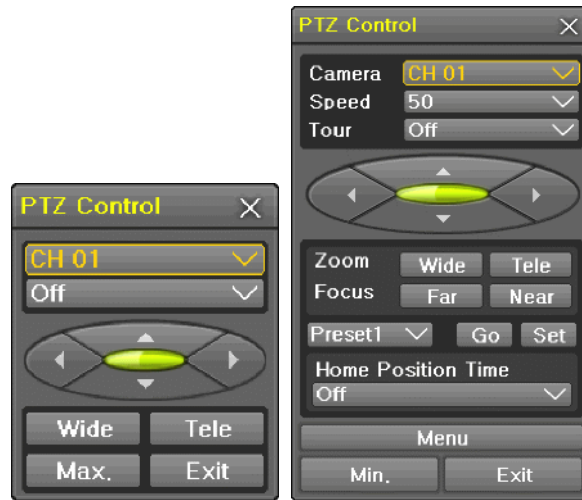 PTZ Control
CH 01
Off
Wide Tele
Max. Exit
PTZ Control
Camera CH 01
Speed 50
Tour Off
Zoom Wide Tele
Focus Far Near
Preset1 Go Set
Home Position Time
Off
Menu
Min. Exit